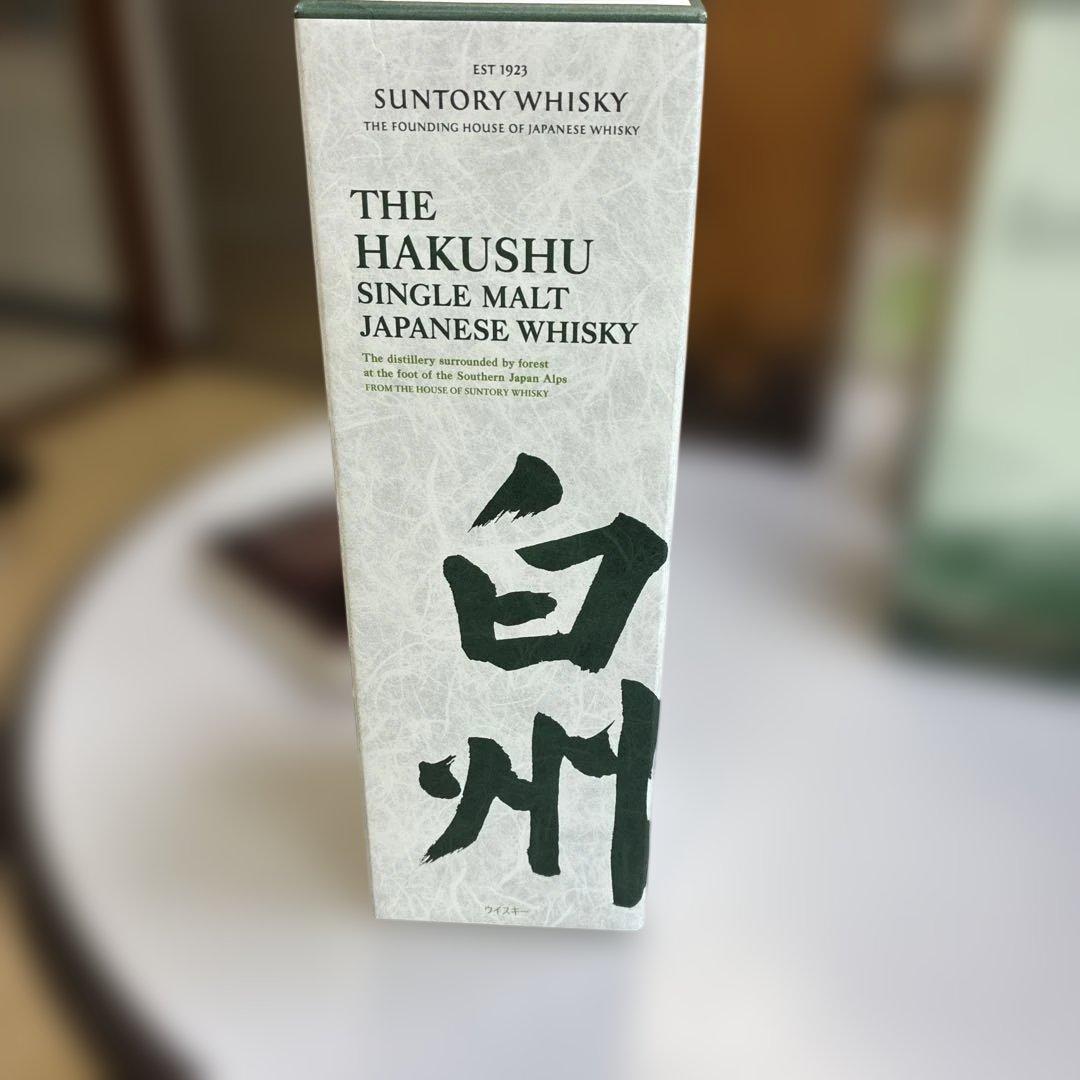 EST 1923
SUNTORY WHISKY
THE FOUNDING HOUSE OF JAPANESE WHISKY
THE
HAKUSHU
SINGLE MALT
JAPANESE WHISKY
The distillery surrounded by forest
at the foot of the Southern Japan Alps
FROM THE HOUSE OF SUNTORY WHISKY
白
州
ウイスキー